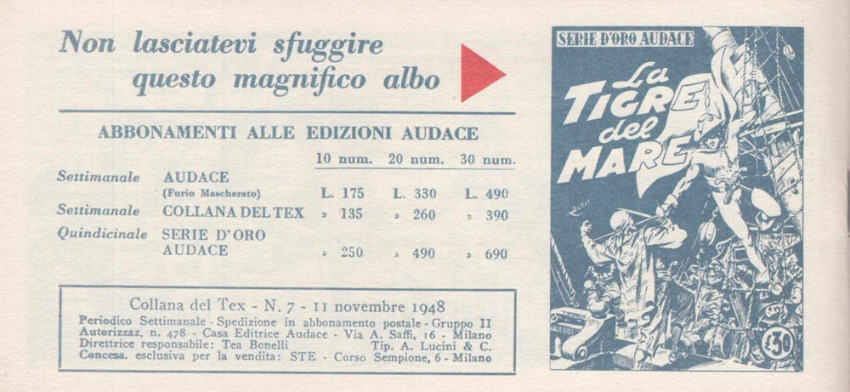 Non lasciatevi sfuggire
questo magnifico albo
ABBONAMENTI ALLE EDIZIONI AUDACE
10 num. 20 num. 30 num.
Settimanale AUDACE
(Furio Mascherato) L. 175 L. 330 L. 490
Settimanale COLLANA DEL TEX » 135 » 260 » 390
Quindicinale SERIE D'ORO
AUDACE » 250 » 490 » 690
Collana del Tex - N. 7 - 11 novembre 1948
Periodico Settimanale - Spedizione in abbonamento postale - Gruppo II
Autorizzaz. n. 478 - Casa Editrice Audace - Via A. Saffi, 16 - Milano
Direttrice responsabile: Tea Bonelli Tip. A. Lucini & C.
Concess. esclusiva per la vendita: STE - Corso Sempione, 6 - Milano
SERIE D'ORO AUDACE
La
TIGRE
del
MARE
£30